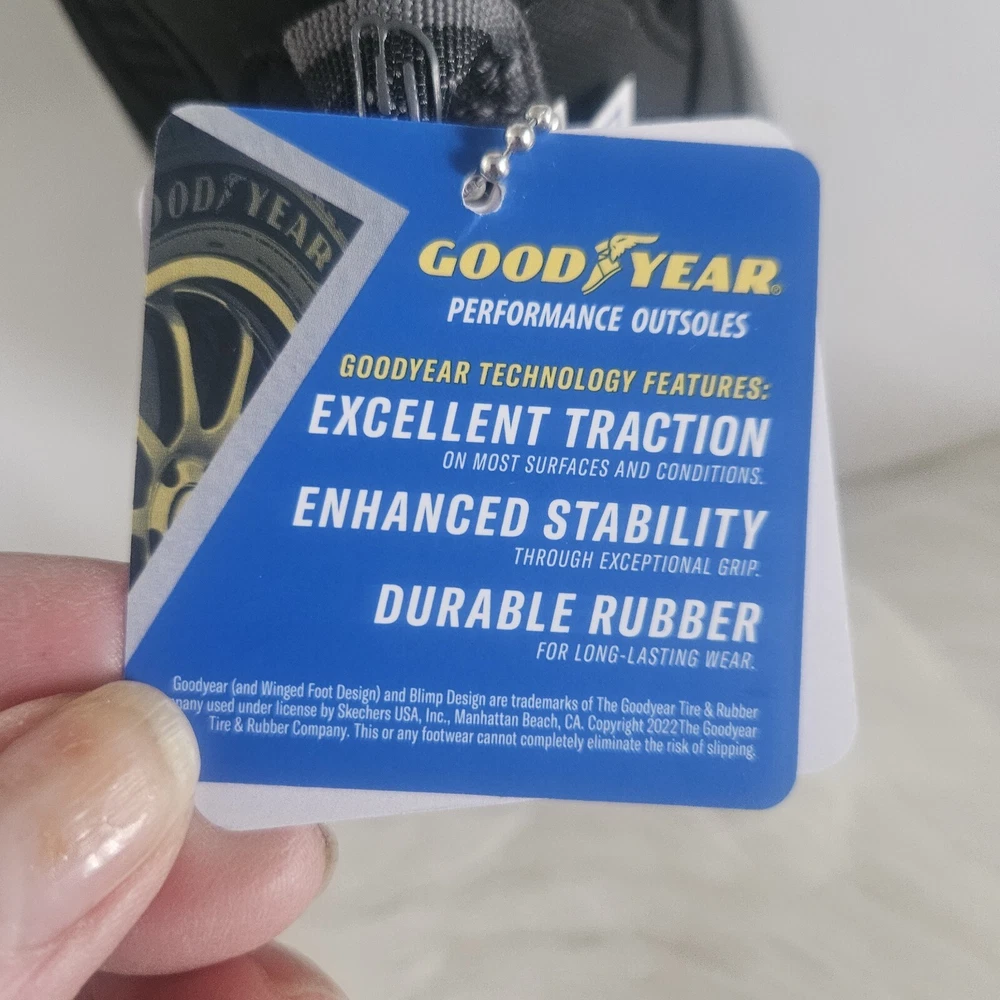 GOODYEAR
GOODYEAR
PERFORMANCE OUTSOLES
GOODYEAR TECHNOLOGY FEATURES:
EXCELLENT TRACTION
ON MOST SURFACES AND CONDITIONS.
ENHANCED STABILITY
THROUGH EXCEPTIONAL GRIP.
DURABLE RUBBER
FOR LONG-LASTING WEAR.
Goodyear (and Winged Foot Design) and Blimp Design are trademarks of The Goodyear Tire & Rubber
pany used under license by Skechers USA, Inc., Manhattan Beach, CA. Copyright 2022The Goodyear
Tire & Rubber Company. This or any footwear cannot completely eliminate the risk of slipping.